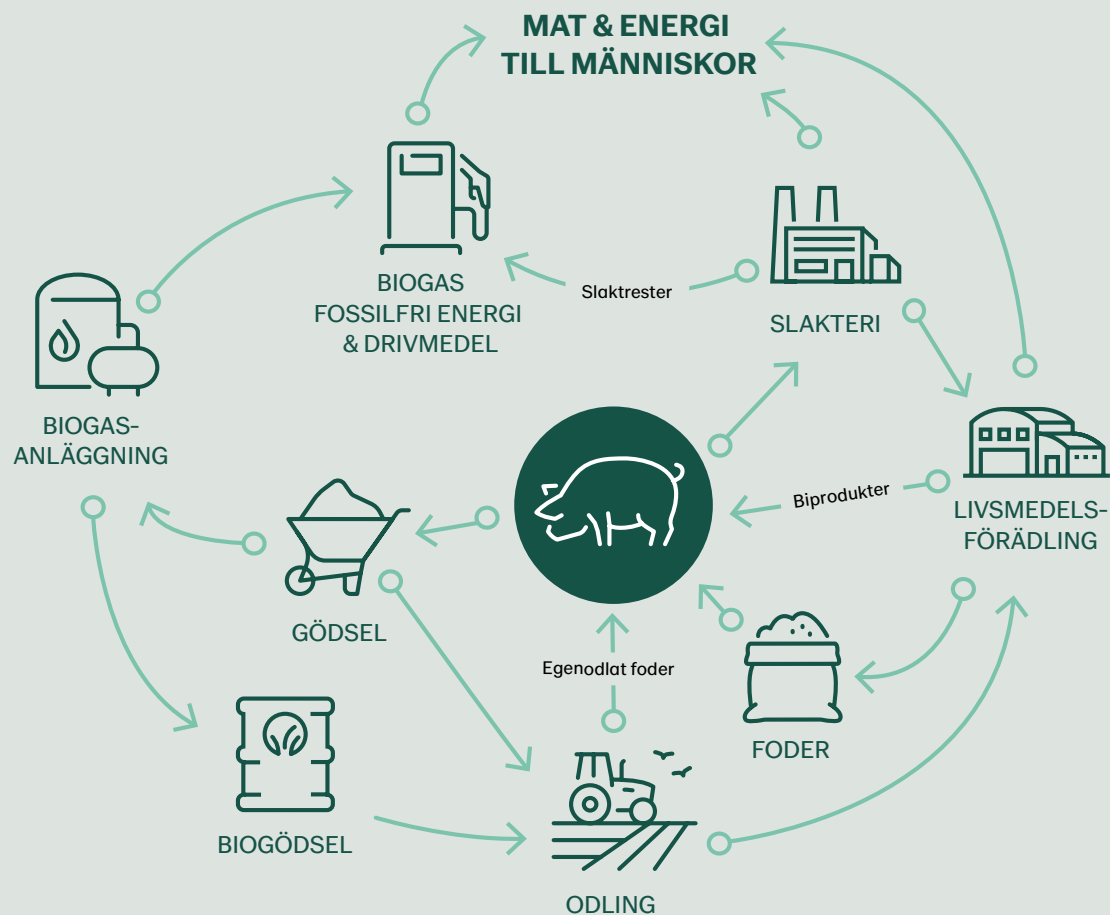 MAT & ENERGI
TILL MÄNNISKOR
BIOGAS
FOSSILFRI ENERGI
& DRIVMEDEL
Slaktrester
SLAKTERI
BIOGAS-
ANLÄGGNING
Biprodukter
LIVSMEDELS-
FÖRÄDLING
GÖDSEL
Egenodlat foder
FODER
BIOGÖDSEL
ODLING